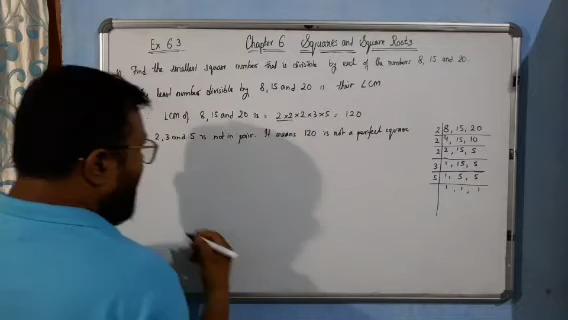 Ex 6.3 Chapter 6 Squares and Square Roots
Find the smallest square number that is divisible by each of the numbers 8, 15 and 20.
least number divisible by 8, 15 and 20 is their LCM
LCM of 8, 15 and 20 is = 2×2×2×3×5 = 120
2, 3 and 5 is not in pair. It means 120 is not a perfect square
2 | 8, 15, 20
2 | 4, 15, 10
2 | 2, 15, 5
3 | 1, 15, 5
5 | 1, 5, 5
1, 1, 1